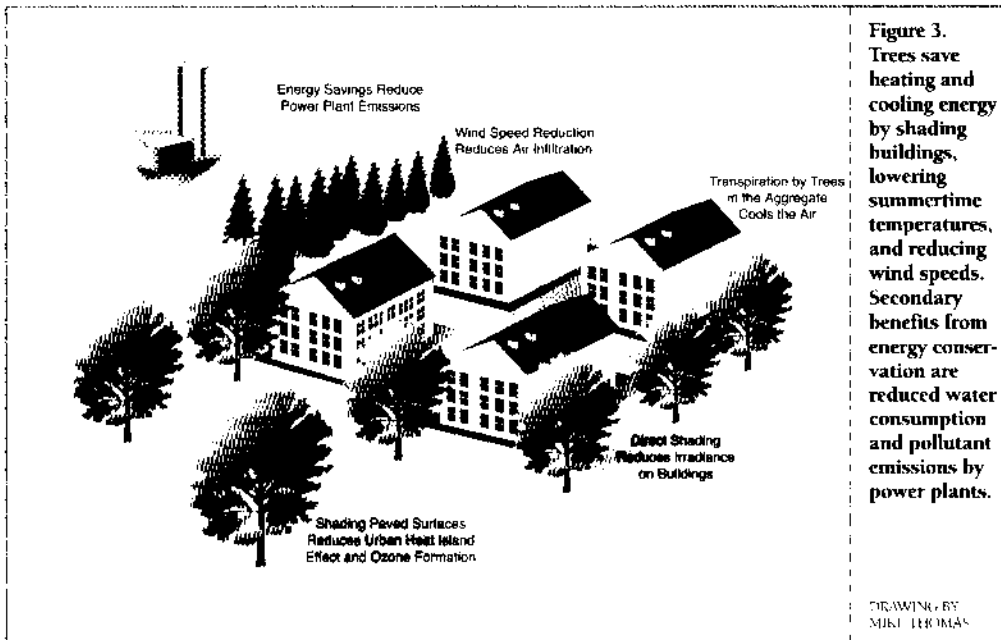 Energy Savings Reduce
Power Plant Emissions
Wind Speed Reduction
Reduces Air Infiltration
Transpiration by Trees
in the Aggregate
Cools the Air
Direct Shading
Reduces Irradiance
on Buildings
Shading Paved Surfaces
Reduces Urban Heat Island
Effect and Ozone Formation
Figure 3.
Trees save
heating and
cooling energy
by shading
buildings,
lowering
summertime
temperatures,
and reducing
wind speeds.
Secondary
benefits from
energy conser-
vation are
reduced water
consumption
and pollutant
emissions by
power plants.
DRAWING BY
MIKE THOMAS